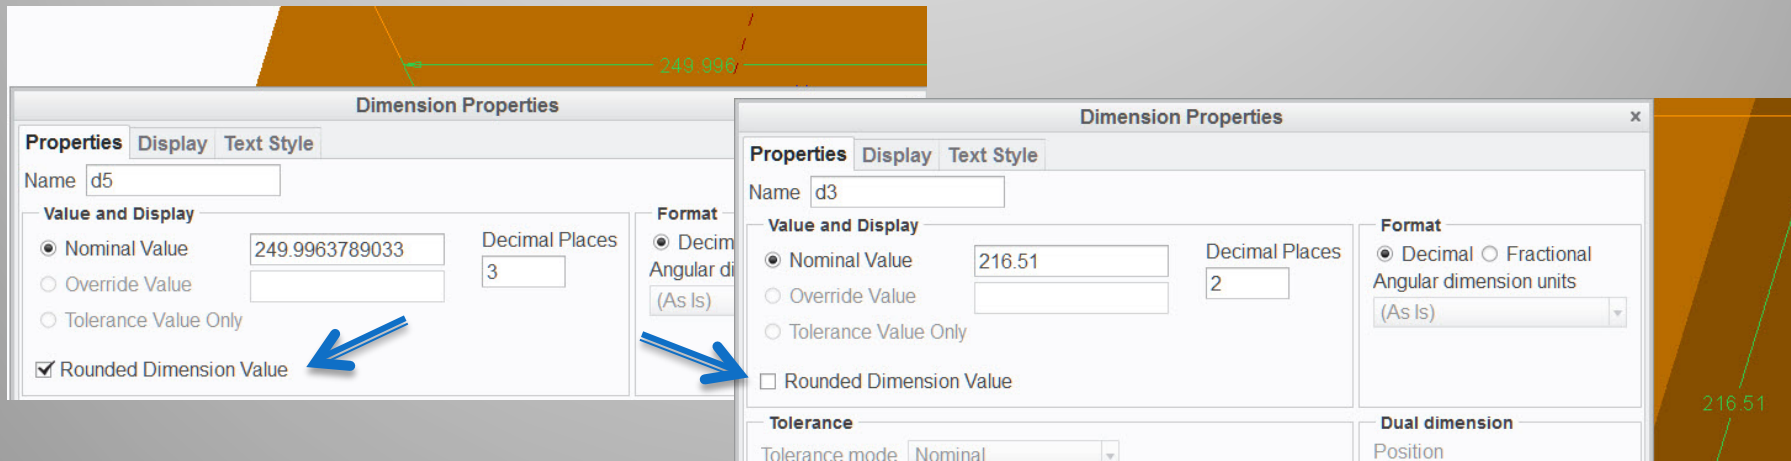 249.996
Dimension Properties
Properties Display Text Style
Name d5
Value and Display
Nominal Value 249.9963789033
Decimal Places
3
Override Value
Tolerance Value Only
Rounded Dimension Value
Format
Decim
Angular di
(As Is)
Dimension Properties x
Properties Display Text Style
Name d3
Value and Display
Nominal Value 216.51
Decimal Places
2
Override Value
Tolerance Value Only
Rounded Dimension Value
Format
Decimal Fractional
Angular dimension units
(As Is)
Tolerance
Tolerance mode Nominal
Dual dimension
Position
216.51